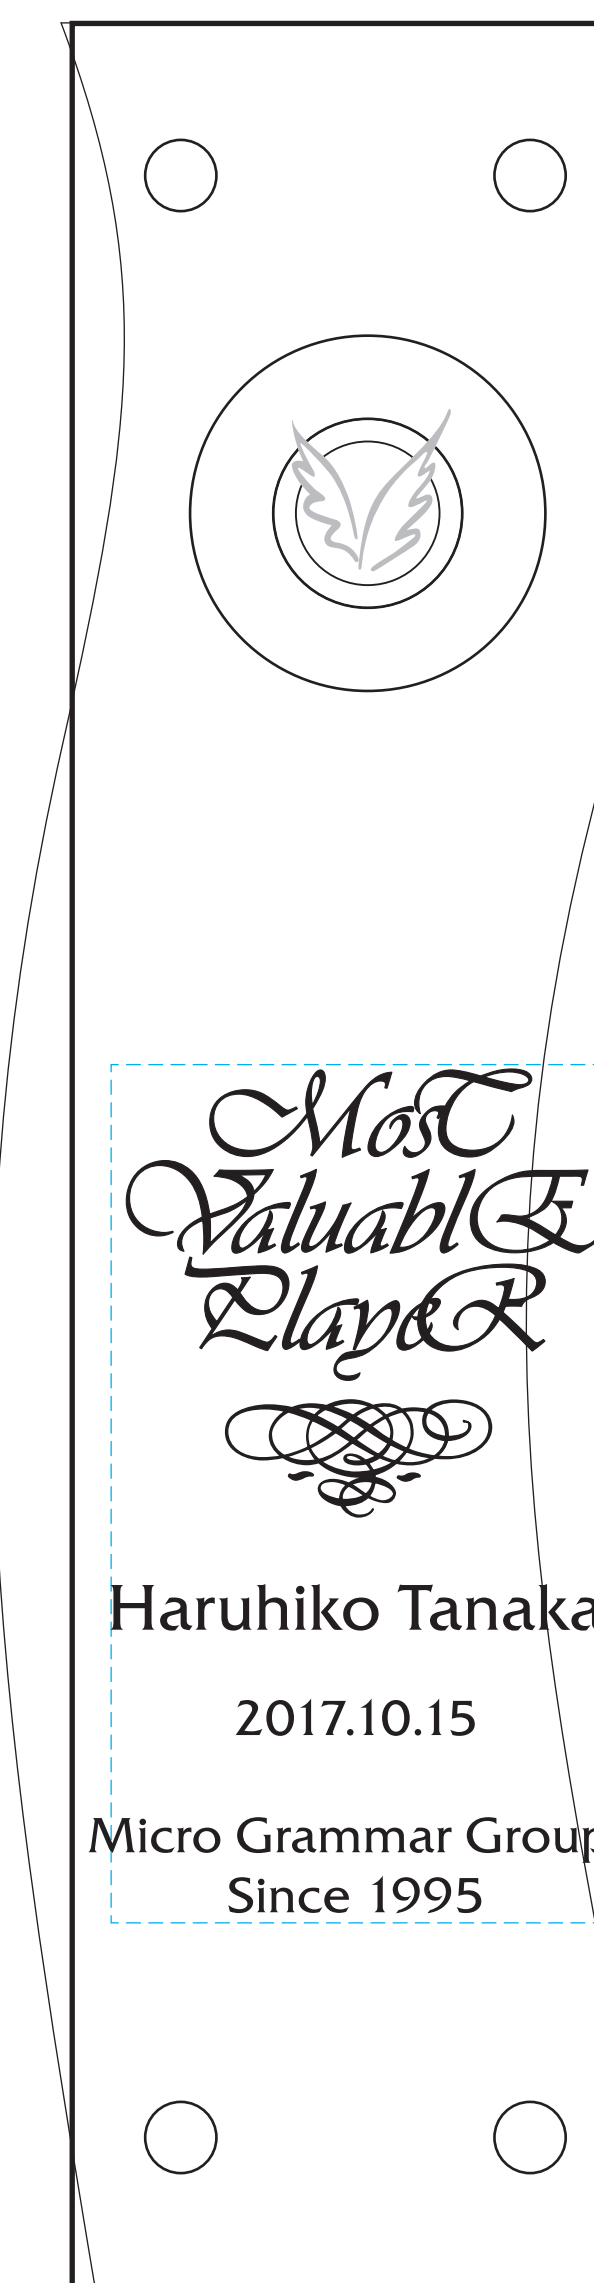 MosT
ValuablE
PlayeR
Haruhiko Tanaka
2017.10.15
Micro Grammar Group
Since 1995